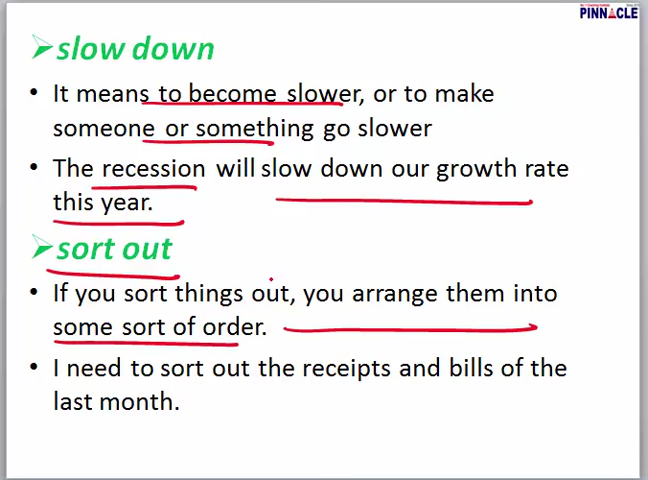 PINNACLE
slow down
• It means to become slower, or to make
someone or something go slower
• The recession will slow down our growth rate
this year.
sort out
• If you sort things out, you arrange them into
some sort of order.
• I need to sort out the receipts and bills of the
last month.